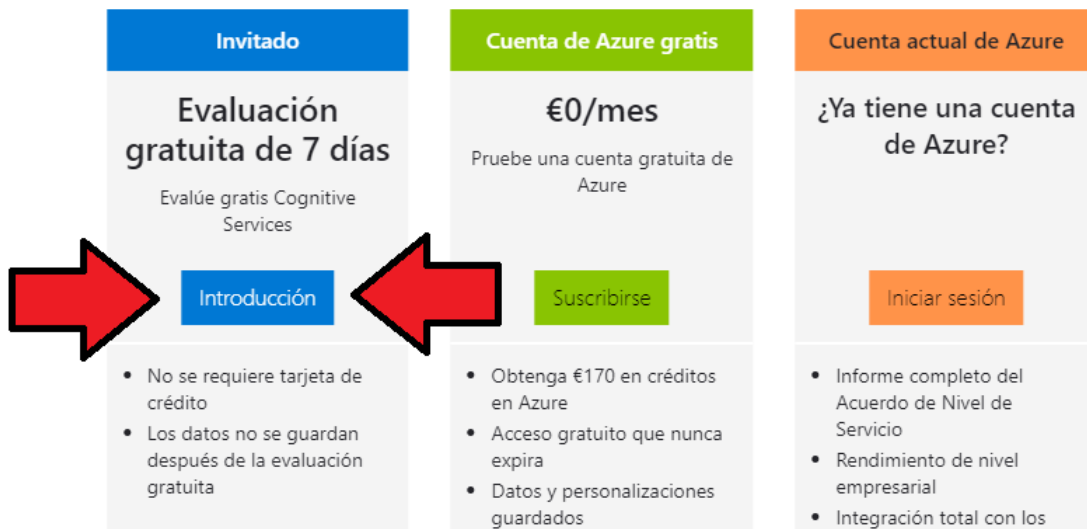 Invitado
Evaluación
gratuita de 7 días
Evalúe gratis Cognitive
Services
Introducción
No se requiere tarjeta de
crédito
Los datos no se guardan
después de la evaluación
gratuita
Cuenta de Azure gratis
€0/mes
Pruebe una cuenta gratuita de
Azure
Suscribirse
Obtenga €170 en créditos
en Azure
Acceso gratuito que nunca
expira
Datos y personalizaciones
guardados
Cuenta actual de Azure
¿Ya tiene una cuenta
de Azure?
Iniciar sesión
Informe completo del
Acuerdo de Nivel de
Servicio
Rendimiento de nivel
empresarial
Integración total con los